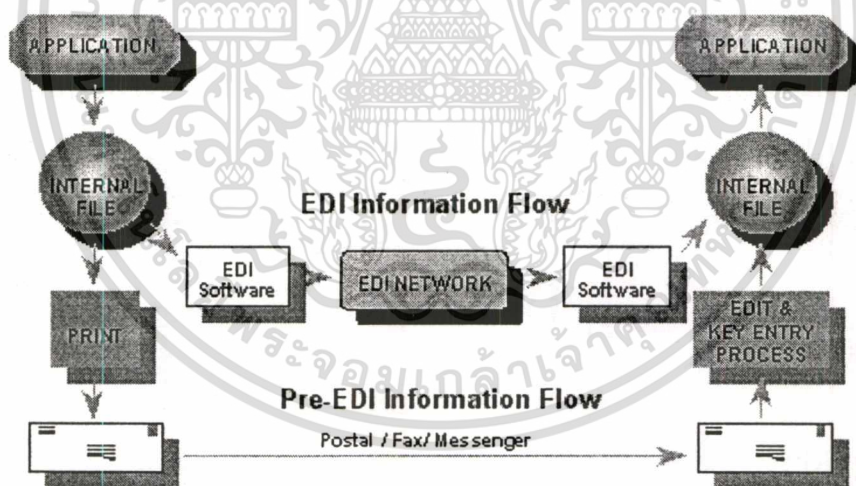 APPLICATION
APPLICATION
INTERNAL
FILE
INTERNAL
FILE
EDI Information Flow
EDI
Software
EDI NETWORK
EDI
Software
PRINT
EDIT &
KEY ENTRY
PROCESS
Pre-EDI Information Flow
Postal / Fax/ Messenger